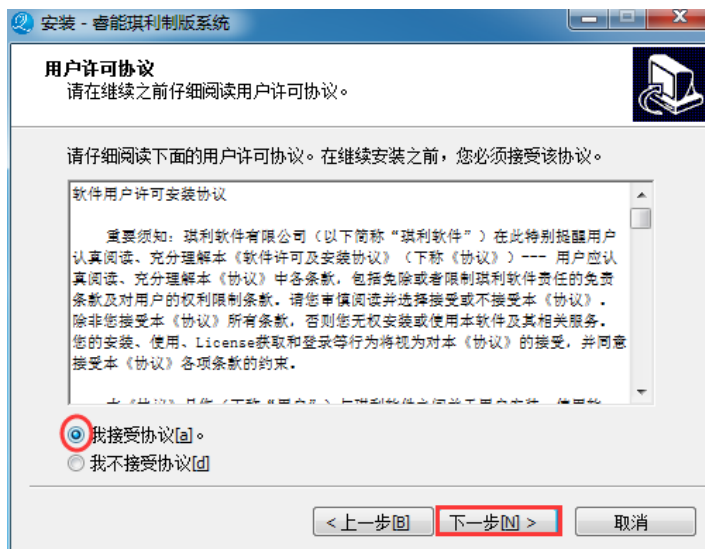 安装 - 睿能琪利制版系统
用户许可协议
请在继续之前仔细阅读用户许可协议。
请仔细阅读下面的用户许可协议。在继续安装之前，您必须接受该协议。
软件用户许可安装协议
重要须知：琪利软件有限公司（以下简称“琪利软件”）在此特别提醒用户
认真阅读、充分理解本《软件许可及安装协议》（下称《协议》）--- 用户应认
真阅读、充分理解本《协议》中各条款，包括免除或者限制琪利软件责任的免责
条款及对用户的权利限制条款。请您审慎阅读并选择接受或不接受本《协议》.
除非您接受本《协议》所有条款，否则您无权安装或使用本软件及其相关服务。
您的安装、使用、License获取和登录等行为将视为对本《协议》的接受，并同意
接受本《协议》各项条款的约束。
我接受协议[a]。
我不接受协议[d]
< 上一步[B]
下一步[N] >
取消